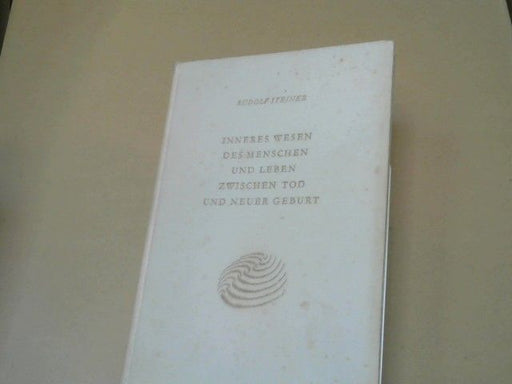 RUDOLF STEINER
INNERES WESEN
DES MENSCHEN
UND LEBEN
ZWISCHEN TOD
UND NEUER GEBURT